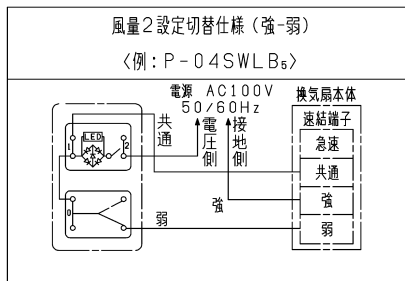 風量2設定切替仕様(強-弱)
〈例:P-04SWLB₅〉
電源 AC100V
50/60Hz
換気扇本体
速結端子
急速
共通
強
弱
共通
電圧側
接地側
LED
1
2
0
強
弱